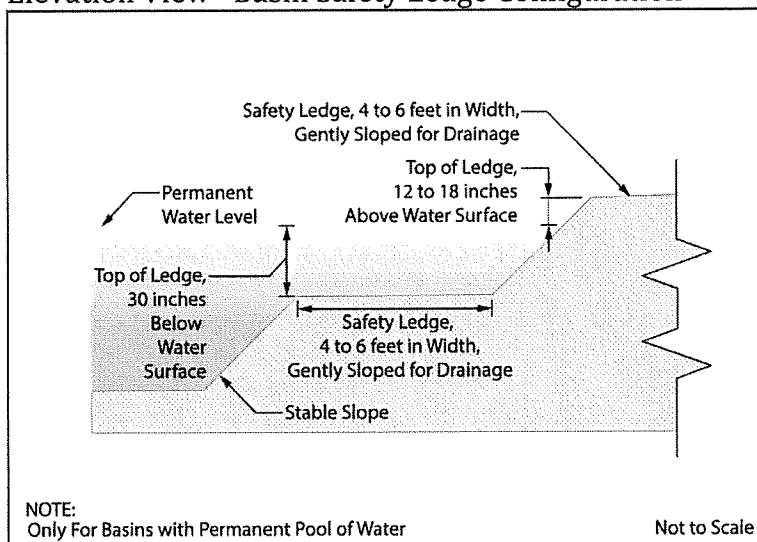 Elevation View - Basin Safety Ledge Configuration
Safety Ledge, 4 to 6 feet in Width,
Gently Sloped for Drainage
Top of Ledge,
12 to 18 inches
Above Water Surface
Permanent
Water Level
Top of Ledge,
30 inches
Below
Water
Surface
Safety Ledge,
4 to 6 feet in Width,
Gently Sloped for Drainage
Stable Slope
NOTE:
Only For Basins with Permanent Pool of Water
Not to Scale